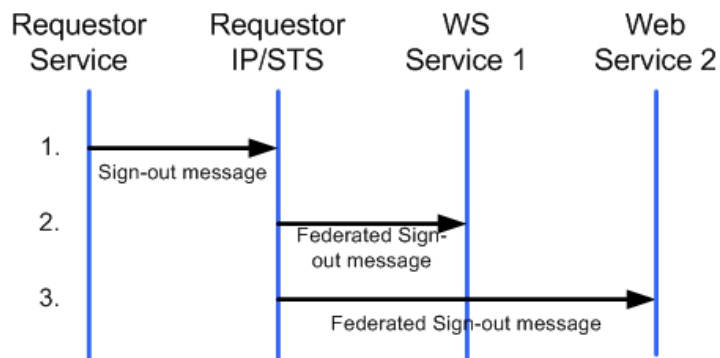 Requestor Service
Requestor IP/STS
WS Service 1
Web Service 2
1.
Sign-out message
2.
Federated Sign-
out message
3.
Federated Sign-out message